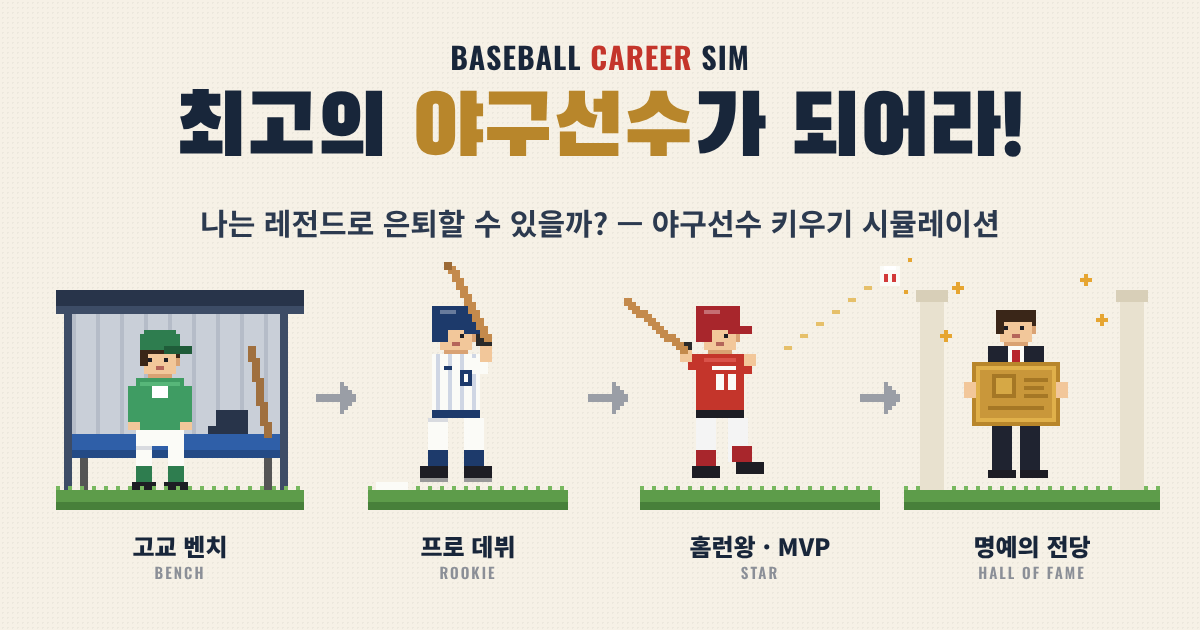 BASEBALL CAREER SIM
최고의 야구선수가 되어라!
나는 레전드로 은퇴할 수 있을까? — 야구선수 키우기 시뮬레이션
고교 벤치
BENCH
프로 데뷔
ROOKIE
홈런왕 · MVP
STAR
명예의 전당
HALL OF FAME